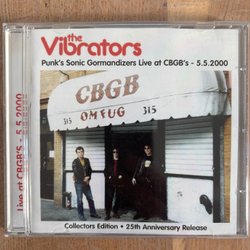 the
Vibrators
Punk's Sonic Gormandizers Live at CBGB's - 5.5.2000
CBGB
315 OMFUG 315
Collectors Edition • 25th Anniversary Release
Live at CBGB'S - 5.5.2000